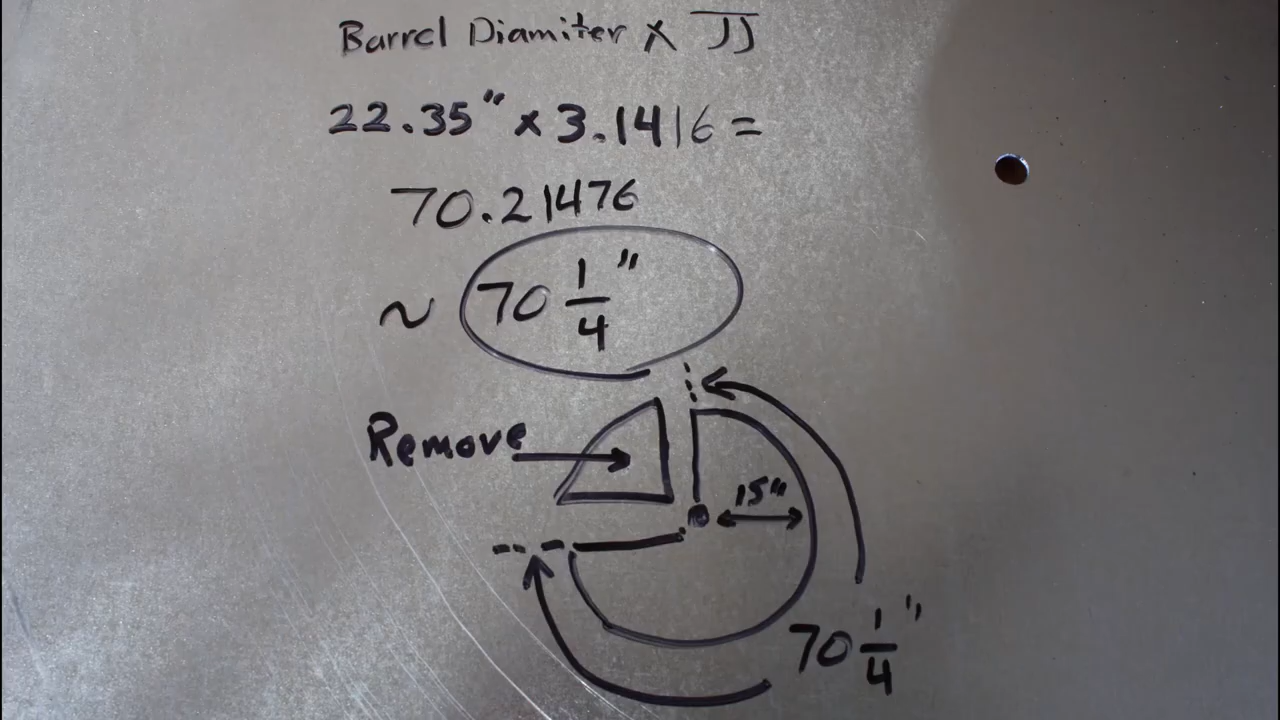 Barrel Diamiter x π
22.35" x 3.1416 =
70.21476
~ 70 1/4"
Remove
15"
70 1/4"